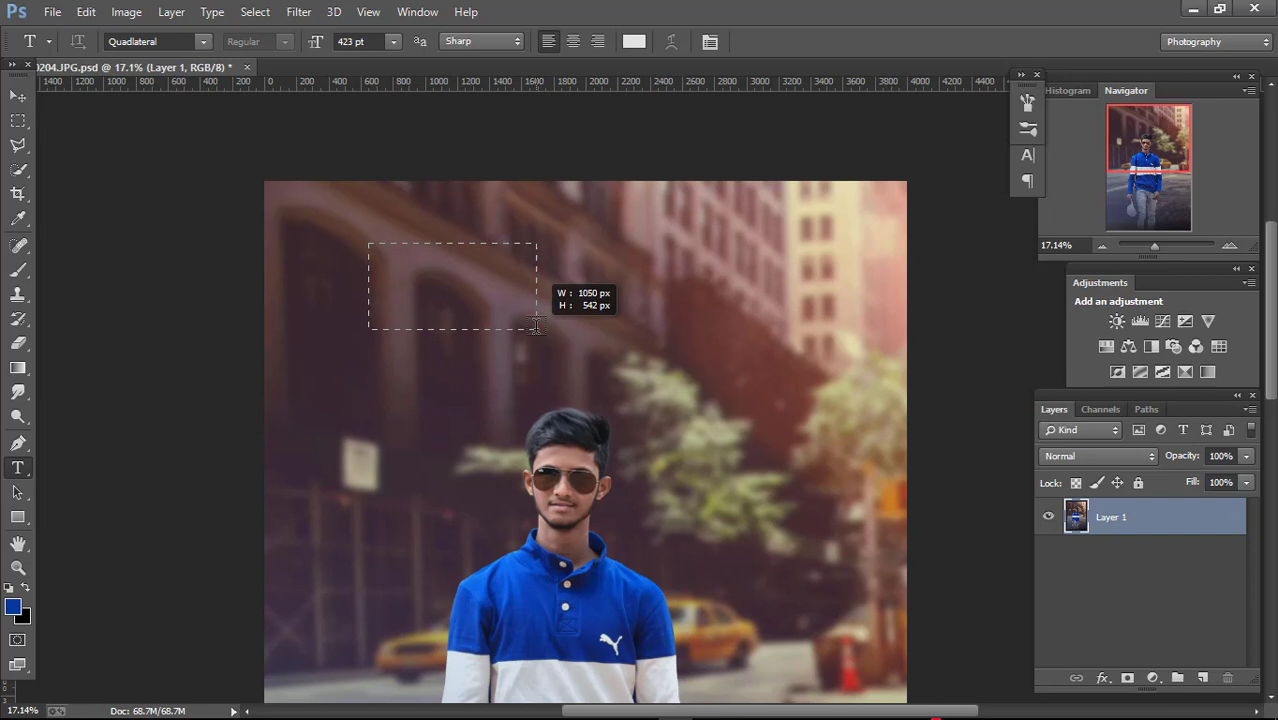 Ps File Edit Image Layer Type Select Filter 3D View Window Help
T Quadlateral Regular 423 pt Sharp Photography
0204.JPG.psd @ 17.1% (Layer 1, RGB/8) * ×
1400 1200 1000 800 600 400 200 0 200 400 600 800 1000 1200 1400 1600 1800 2000 2200 2400 2600 2800 3000 3200 3400 3600 3800 4000 4200 4400
Histogram Navigator
17.14%
Adjustments
Add an adjustment
W : 1050 px
H : 542 px
Layers Channels Paths
Kind
Normal Opacity: 100%
Lock: Fill: 100%
Layer 1
17.14% Doc: 68.7M/68.7M